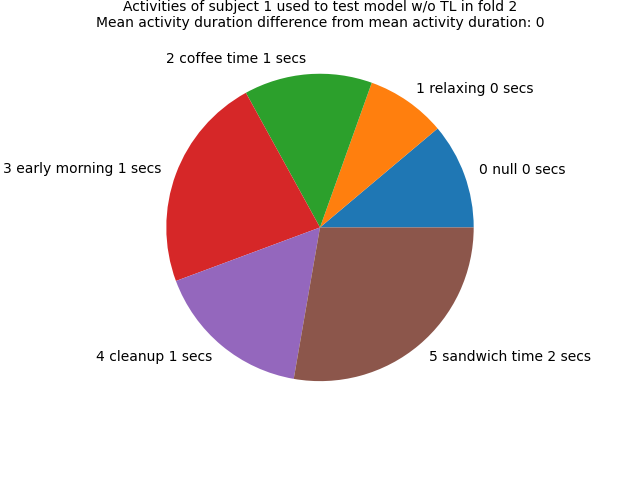 Activities of subject 1 used to test model w/o TL in fold 2
Mean activity duration difference from mean activity duration: 0
2 coffee time 1 secs
1 relaxing 0 secs
3 early morning 1 secs
0 null 0 secs
4 cleanup 1 secs
5 sandwich time 2 secs